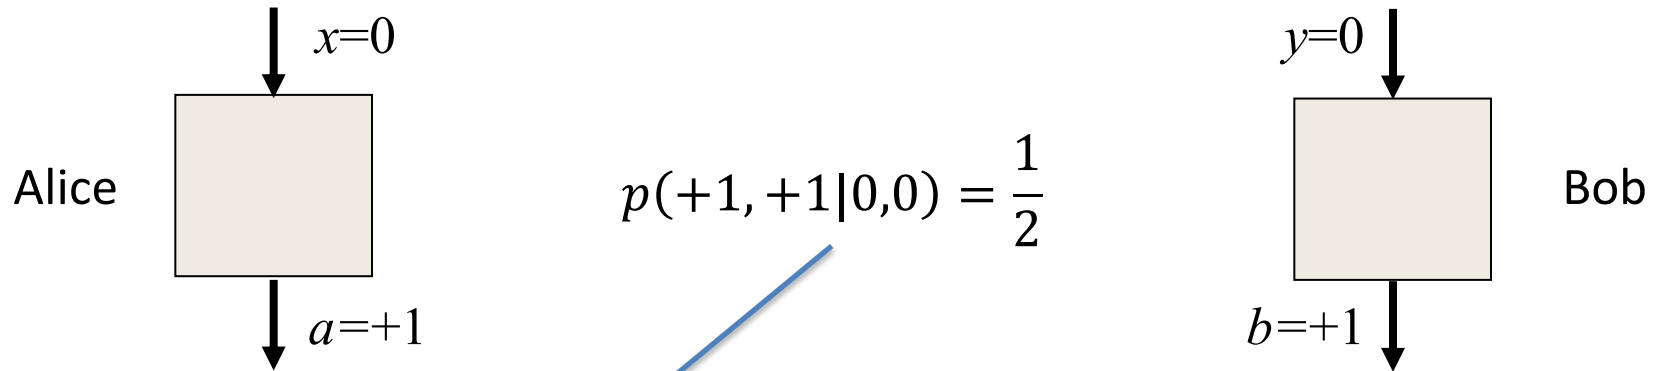 x=0
y=0
Alice
p(+1, +1|0,0) = 1/2
Bob
a=+1
b=+1